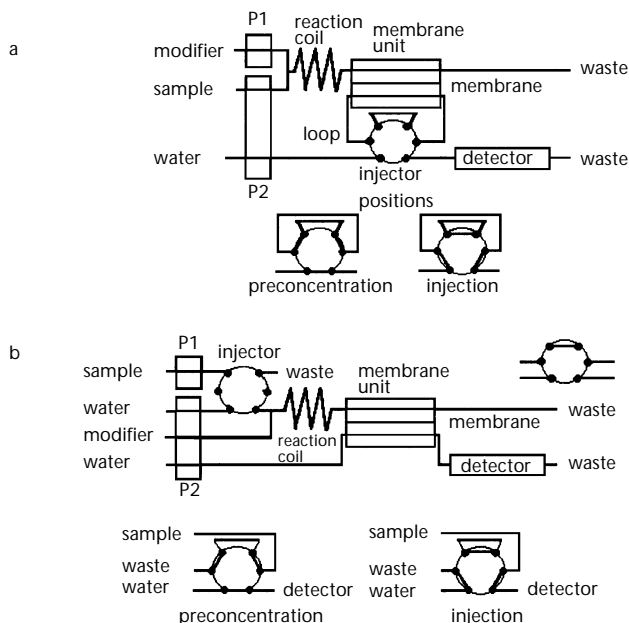 a
P1
reaction
coil
membrane
unit
modifier
waste
sample
membrane
loop
water
detector
waste
injector
P2
positions
preconcentration
injection
b
P1
injector
sample
waste
membrane
unit
water
waste
modifier
membrane
reaction
coil
water
detector
waste
P2
sample
sample
waste
waste
water
detector
water
detector
preconcentration
injection